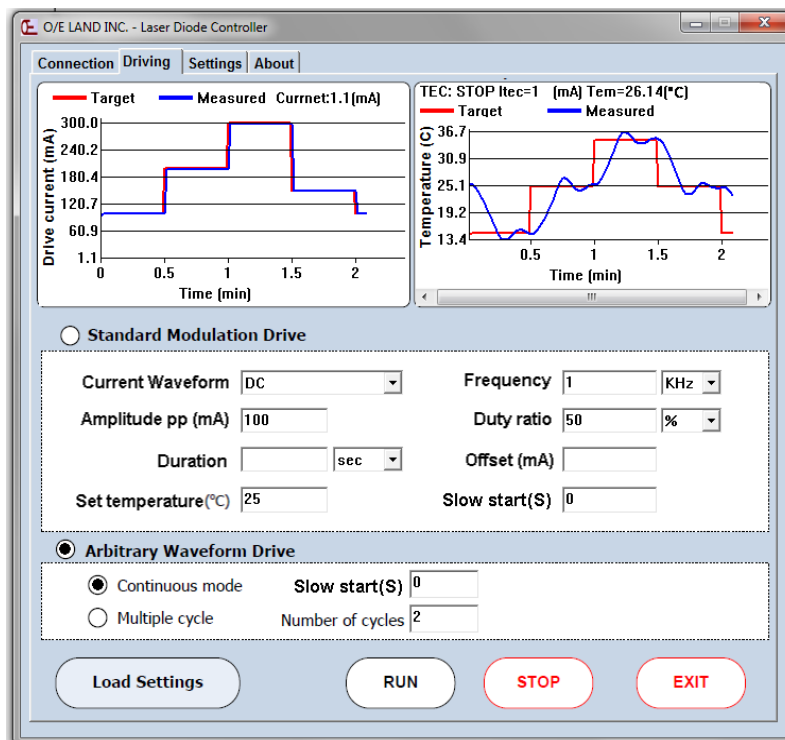 O/E LAND INC. - Laser Diode Controller
Connection Driving Settings About
Target Measured Currnet:1.1(mA)
300.0
240.2
180.4
120.7
60.9
1.1
Drive current (mA)
0 0.5 1 1.5 2
Time (min)
TEC: STOP Itec=1 (mA) Tem=26.14(°C)
Target Measured
36.7
30.9
25.1
19.2
13.4
Temperature (C)
0.5 1 1.5 2
Time (min)
Standard Modulation Drive
Current Waveform DC Frequency 1 KHz
Amplitude pp (mA) 100 Duty ratio 50 %
Duration sec Offset (mA)
Set temperature(°C) 25 Slow start(S) 0
Arbitrary Waveform Drive
Continuous mode Slow start(S) 0
Multiple cycle Number of cycles 2
Load Settings RUN STOP EXIT